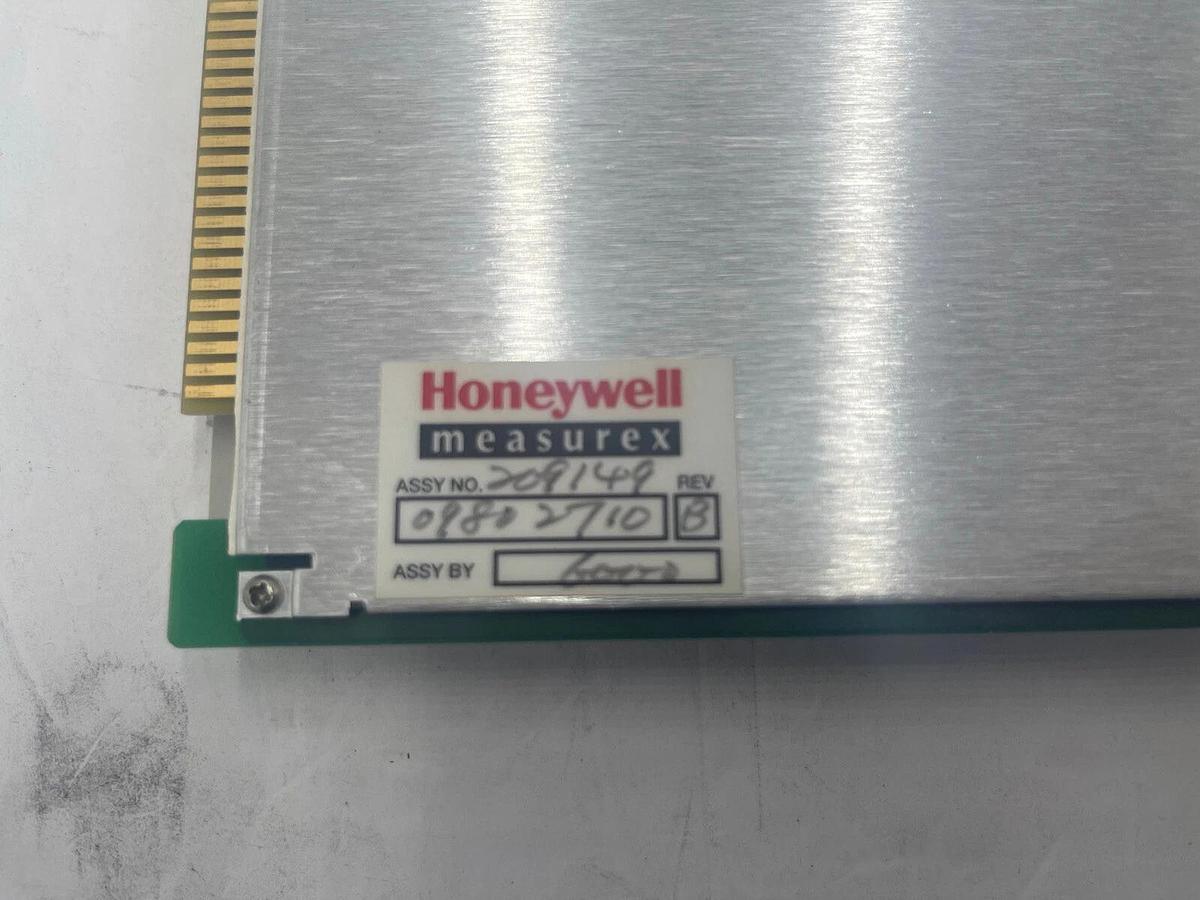 Honeywell
measurex
ASSY NO. 209149 REV
09802710 B
ASSY BY